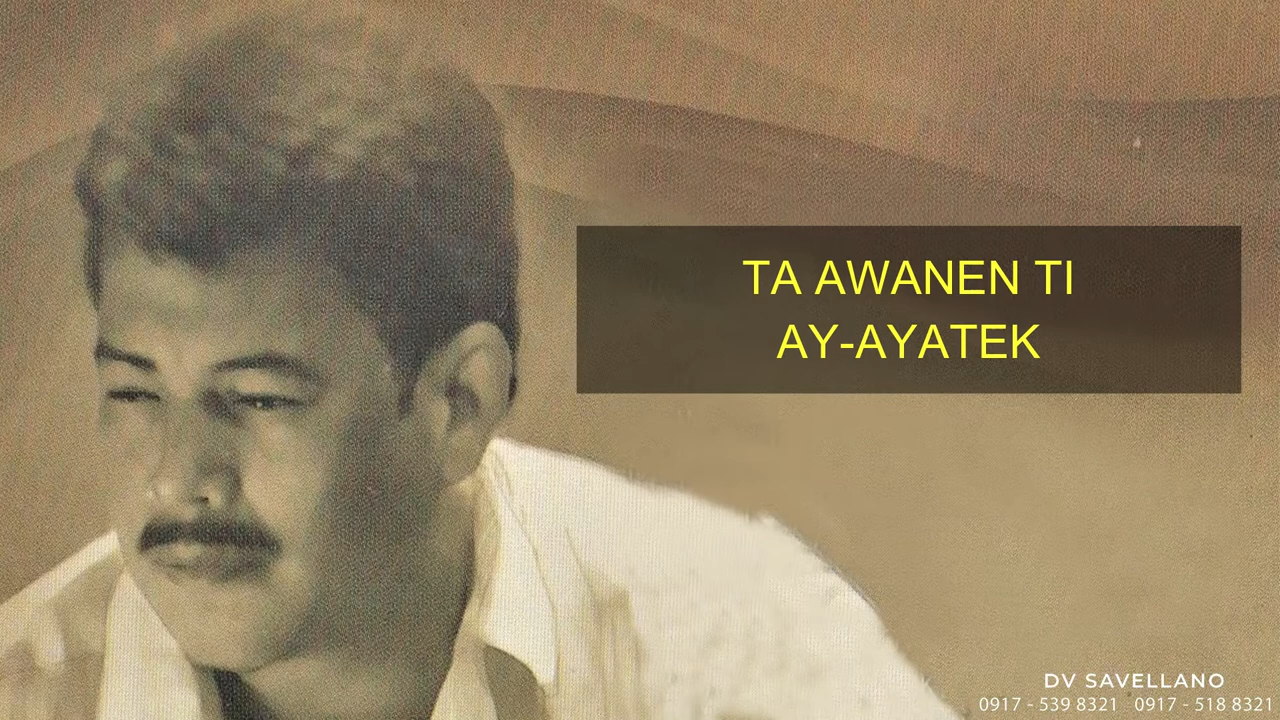 TA AWANEN TI
AY-AYATEK
DV SAVELLANO
0917 - 539 8321 0917 - 518 8321